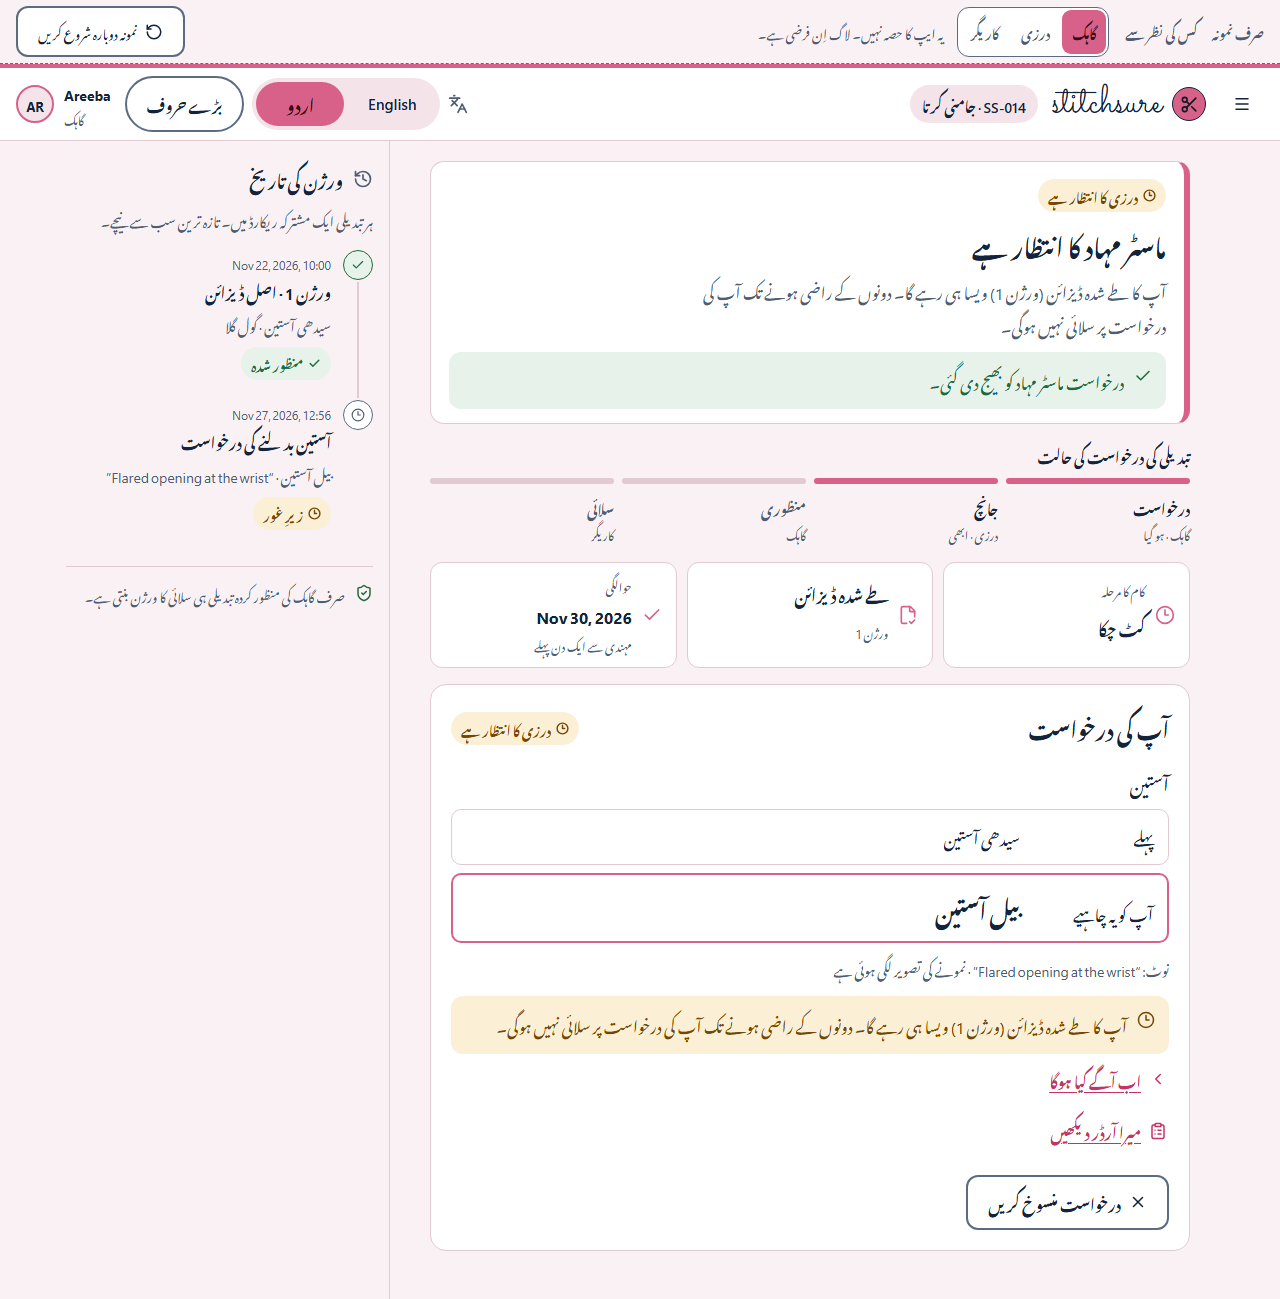 صرف نمونہ
کس کی نظر سے
گاہک
درزی
کاریگر
یہ ایپ کا حصہ نہیں۔ لاگ اِن فرضی ہے۔
نمونہ دوبارہ شروع کریں
stitchsure
SS-014 · جامنی کرتا
English
اردو
بڑے حروف
Areeba
گاہک
AR
درزی کا انتظار ہے
ماسٹر مہاد کا انتظار ہے
آپ کا طے شدہ ڈیزائن (ورژن 1) ویسا ہی رہے گا۔ دونوں کے راضی ہونے تک آپ کی
درخواست پر سلائی نہیں ہوگی۔
درخواست ماسٹر مہاد کو بھیج دی گئی۔
تبدیلی کی درخواست کی حالت
درخواست
گاہک · ہو گیا
جانچ
درزی · ابھی
منظوری
گاہک
سلائی
کاریگر
کام کا مرحلہ
کٹ چکا
طے شدہ ڈیزائن
ورژن 1
حوالگی
Nov 30, 2026
مہندی سے ایک دن پہلے
آپ کی درخواست
درزی کا انتظار ہے
آستین
پہلے
سیدھی آستین
آپ کو یہ چاہیے
بیل آستین
نوٹ: "Flared opening at the wrist" · نمونے کی تصویر لگی ہوئی ہے
آپ کا طے شدہ ڈیزائن (ورژن 1) ویسا ہی رہے گا۔ دونوں کے راضی ہونے تک آپ کی درخواست پر سلائی نہیں ہوگی۔
اب آگے کیا ہوگا
میرا آرڈر دیکھیں
درخواست منسوخ کریں
ورژن کی تاریخ
ہر تبدیلی ایک مشترکہ ریکارڈ میں۔ تازہ ترین سب سے نیچے۔
Nov 22, 2026, 10:00
ورژن 1 · اصل ڈیزائن
سیدھی آستین · گول گلا
منظور شدہ
Nov 27, 2026, 12:56
آستین بدلنے کی درخواست
بیل آستین · "Flared opening at the wrist"
زیرِ غور
صرف گاہک کی منظور کردہ تبدیلی ہی سلائی کا ورژن بنتی ہے۔